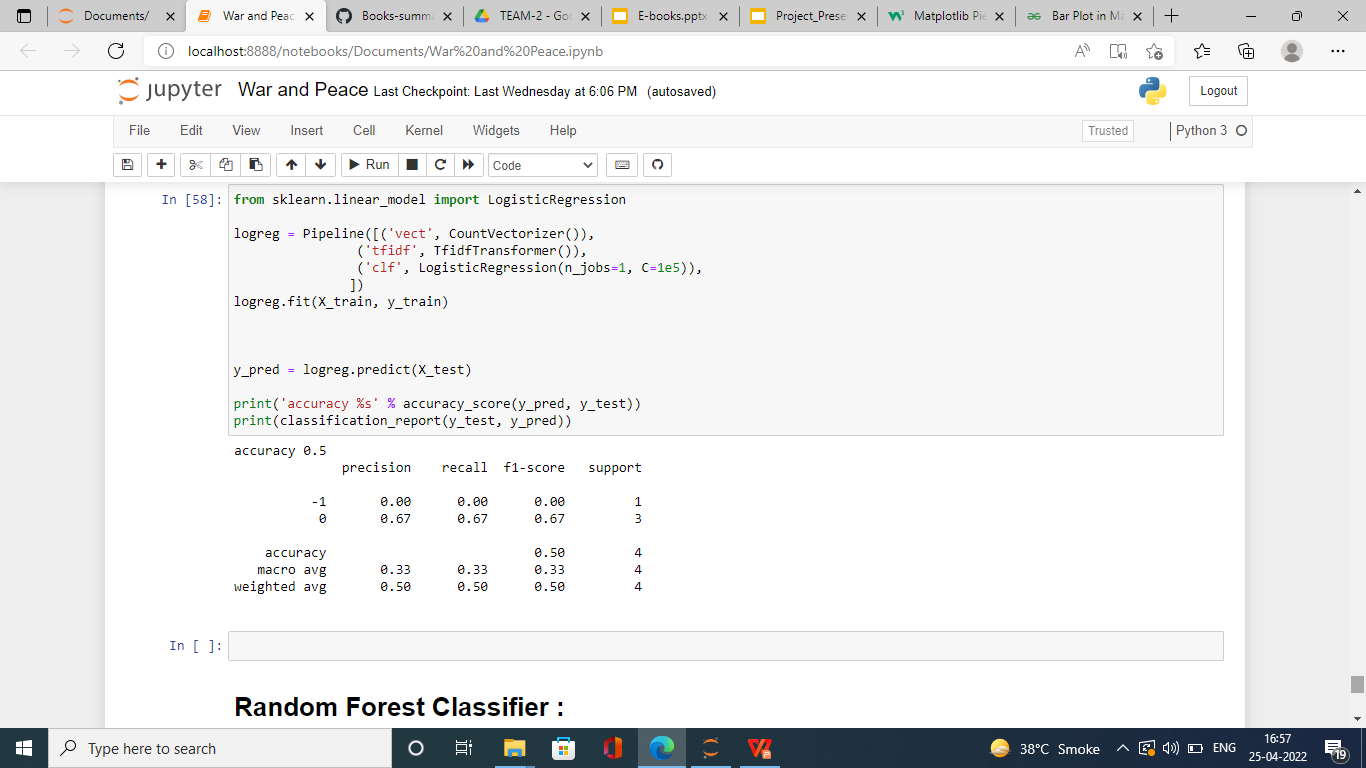 Documents/
War and Peac
Books-summ
TEAM-2 - Goo
E-books.pptx
Project_Prese
Matplotlib Pie
Bar Plot in Ma
localhost:8888/notebooks/Documents/War%20and%20Peace.ipynb
jupyter War and Peace Last Checkpoint: Last Wednesday at 6:06 PM (autosaved)
Logout
File Edit View Insert Cell Kernel Widgets Help
Trusted
Python 3
Run
Code
In [58]:
from sklearn.linear_model import LogisticRegression
logreg = Pipeline([('vect', CountVectorizer()),
('tfidf', TfidfTransformer()),
('clf', LogisticRegression(n_jobs=1, C=1e5)),
])
logreg.fit(X_train, y_train)
y_pred = logreg.predict(X_test)
print('accuracy %s' % accuracy_score(y_pred, y_test))
print(classification_report(y_test, y_pred))
accuracy 0.5
precision recall f1-score support
-1 0.00 0.00 0.00 1
0 0.67 0.67 0.67 3
accuracy 0.50 4
macro avg 0.33 0.33 0.33 4
weighted avg 0.50 0.50 0.50 4
In [ ]:
Random Forest Classifier :
Type here to search
38°C Smoke
ENG
16:57
25-04-2022
19